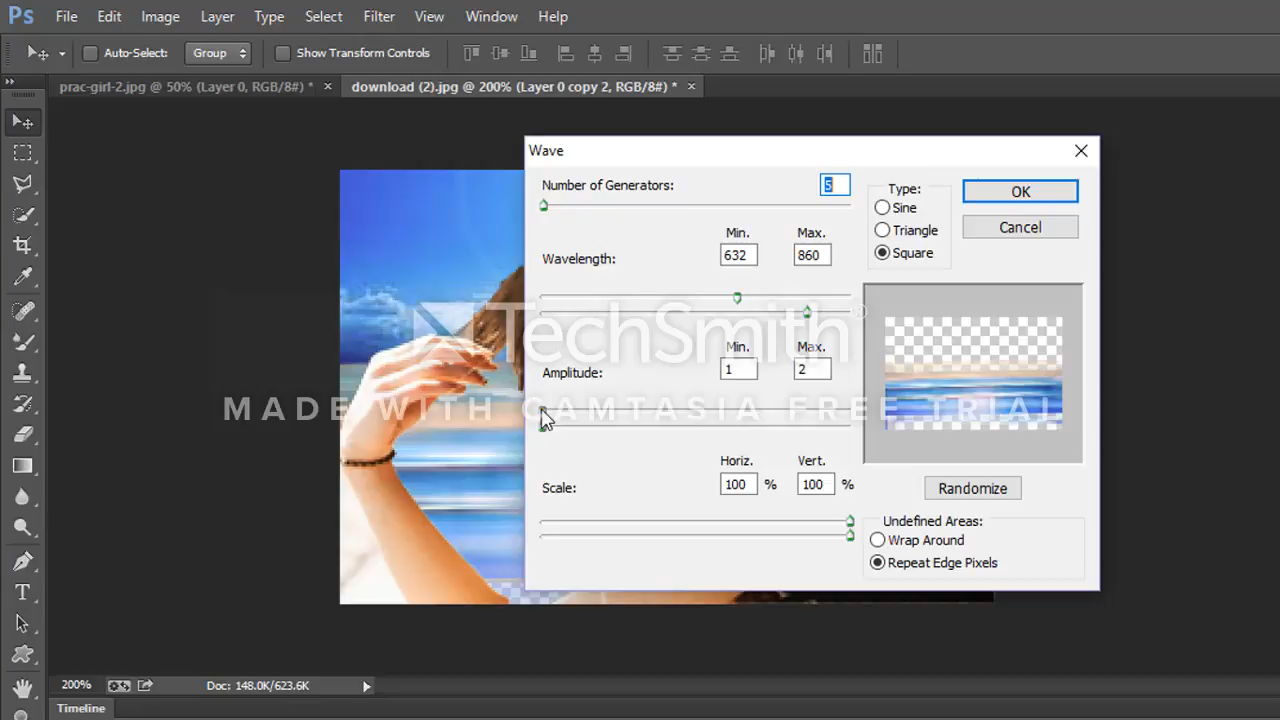 Ps File Edit Image Layer Type Select Filter View Window Help
Auto-Select: Group Show Transform Controls
prac-girl-2.jpg @ 50% (Layer 0, RGB/8#) * × download (2).jpg @ 200% (Layer 0 copy 2, RGB/8#) * ×
Wave
Number of Generators: 5
Type:
OK
Sine
Cancel
Triangle
Min. Max.
Square
Wavelength: 632 860
TechSmith®
Min. Max.
Amplitude: 1 2
MADE WITH CAMTASIA FREE TRIAL
Horiz. Vert.
Scale: 100 % 100 %
Randomize
Undefined Areas:
Wrap Around
Repeat Edge Pixels
T
200% Doc: 148.0K/623.6K
Timeline